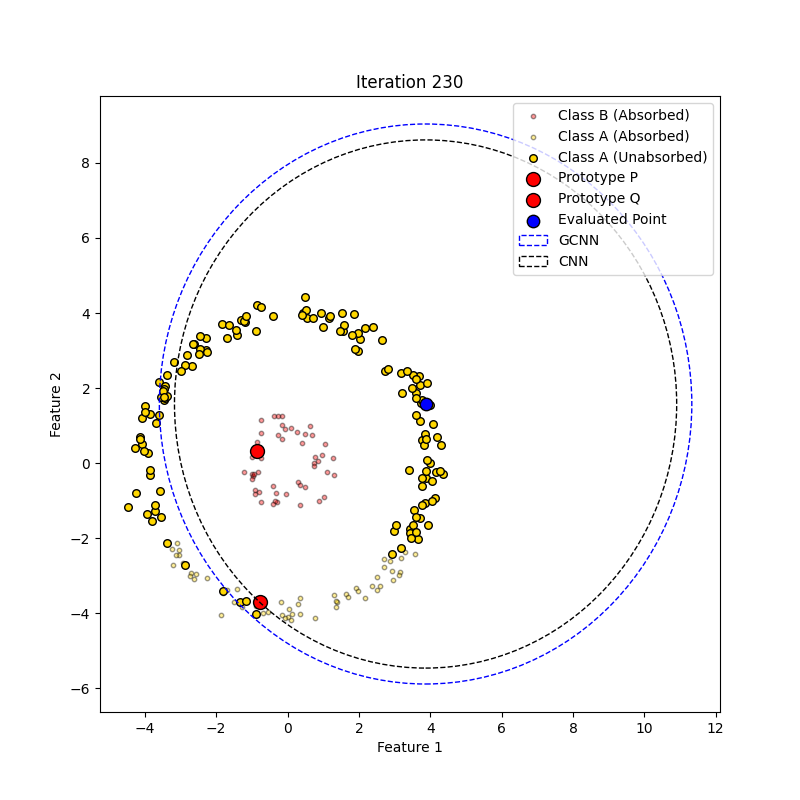 Iteration 230
Class B (Absorbed)
Class A (Absorbed)
Class A (Unabsorbed)
Prototype P
Prototype Q
Evaluated Point
GCNN
CNN
8
6
4
2
0
−2
−4
−6
Feature 2
−4 −2 0 2 4 6 8 10 12
Feature 1